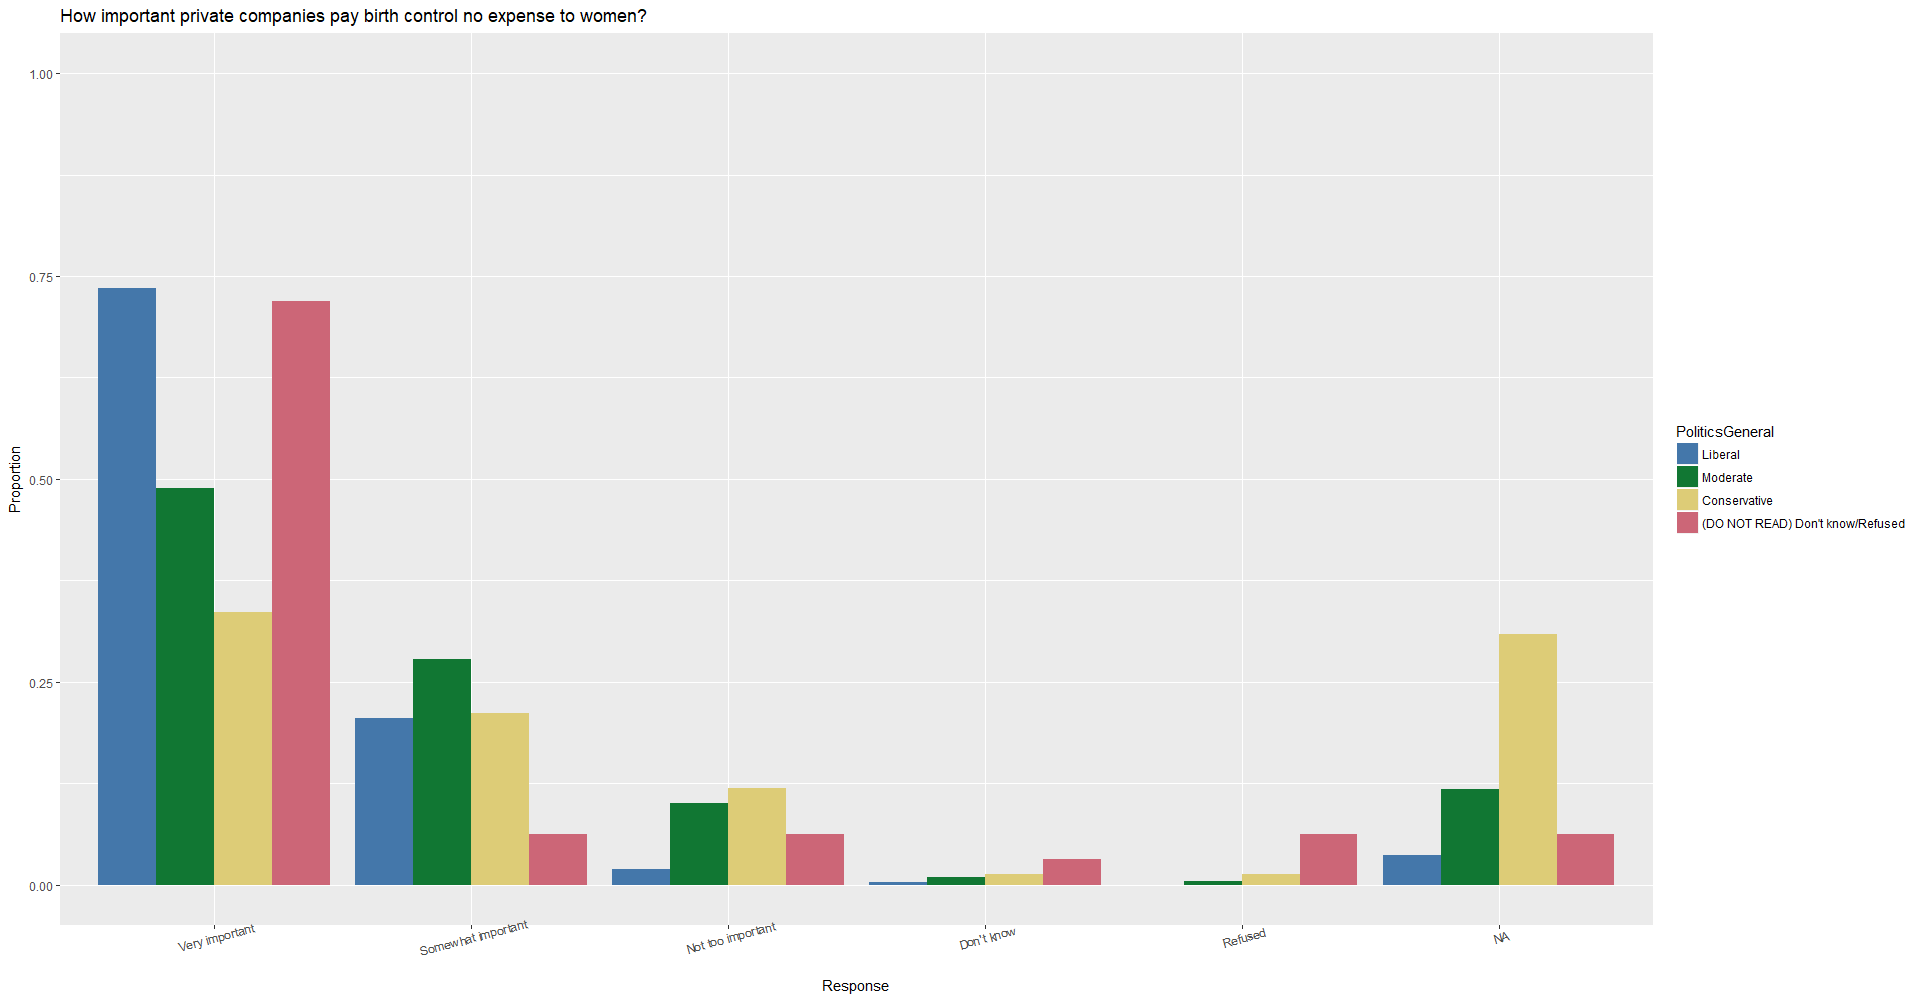 How important private companies pay birth control no expense to women?
1.00
0.75
0.50
0.25
0.00
Proportion
Very important
Somewhat important
Not too important
Don't know
Refused
NA
Response
PoliticsGeneral
Liberal
Moderate
Conservative
(DO NOT READ) Don't know/Refused